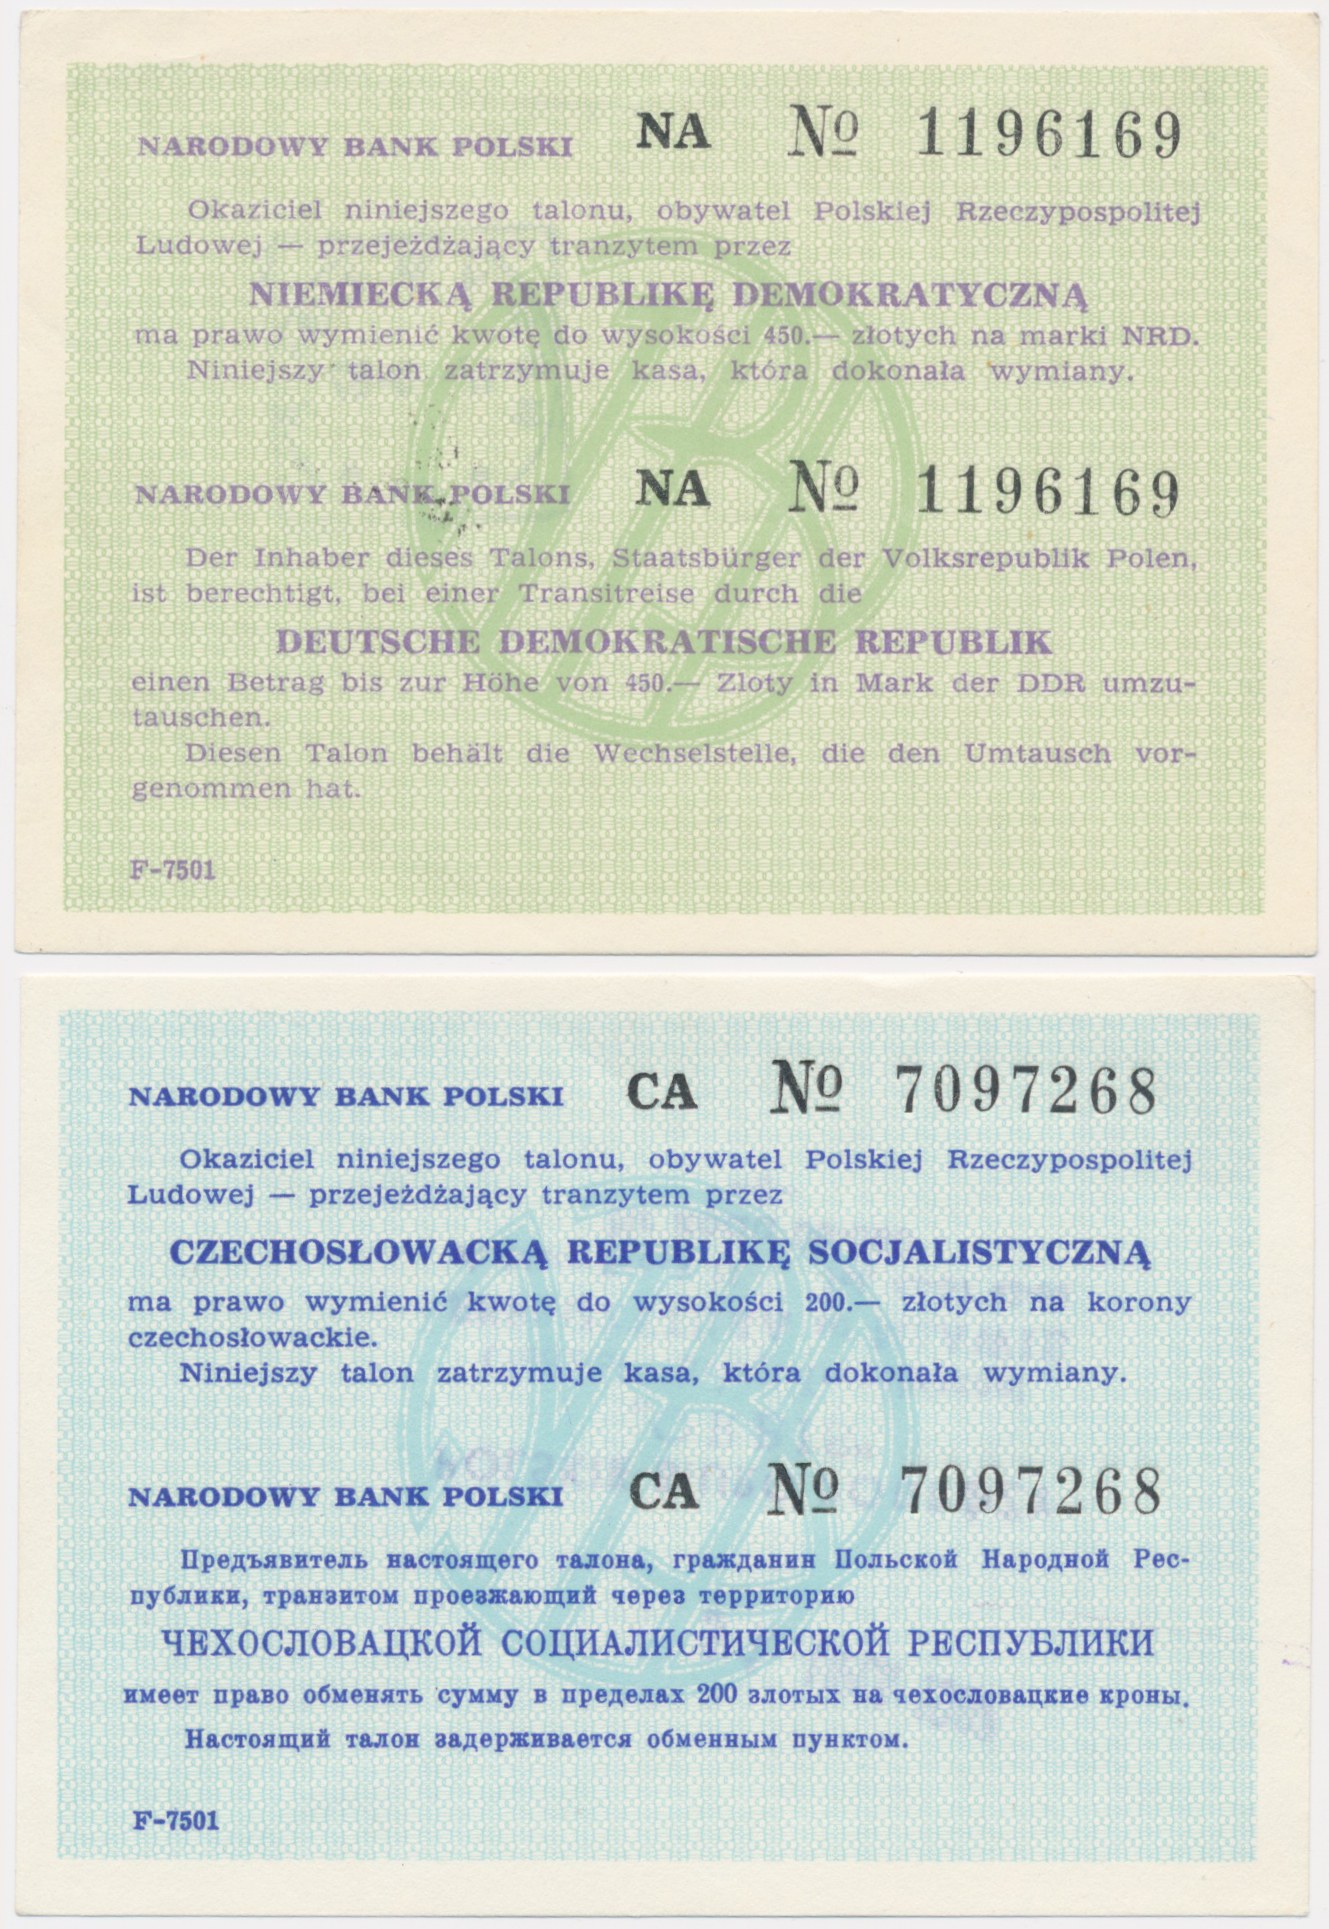 NARODOWY BANK POLSKI NA № 1196169
Okaziciel niniejszego talonu, obywatel Polskiej Rzeczypospolitej
Ludowej — przejeżdżający tranzytem przez
NIEMIECKĄ REPUBLIKĘ DEMOKRATYCZNĄ
ma prawo wymienić kwotę do wysokości 450.— złotych na marki NRD.
Niniejszy talon zatrzymuje kasa, która dokonała wymiany.
NARODOWY BANK POLSKI NA № 1196169
Der Inhaber dieses Talons, Staatsbürger der Volksrepublik Polen,
ist berechtigt, bei einer Transitreise durch die
DEUTSCHE DEMOKRATISCHE REPUBLIK
einen Betrag bis zur Höhe von 450.— Zloty in Mark der DDR umzu-
tauschen.
Diesen Talon behält die Wechselstelle, die den Umtausch vor-
genommen hat.
F-7501
NARODOWY BANK POLSKI CA № 7097268
Okaziciel niniejszego talonu, obywatel Polskiej Rzeczypospolitej
Ludowej — przejeżdżający tranzytem przez
CZECHOSŁOWACKĄ REPUBLIKĘ SOCJALISTYCZNĄ
ma prawo wymienić kwotę do wysokości 200.— złotych na korony
czechosłowackie.
Niniejszy talon zatrzymuje kasa, która dokonała wymiany.
NARODOWY BANK POLSKI CA № 7097268
Предъявитель настоящего талона, гражданин Польской Народной Рес-
публики, транзитом проезжающий через территорию
ЧЕХОСЛОВАЦКОЙ СОЦИАЛИСТИЧЕСКОЙ РЕСПУБЛИКИ
имеет право обменять сумму в пределах 200 злотых на чехословацкие кроны.
Настоящий талон задерживается обменным пунктом.
F-7501